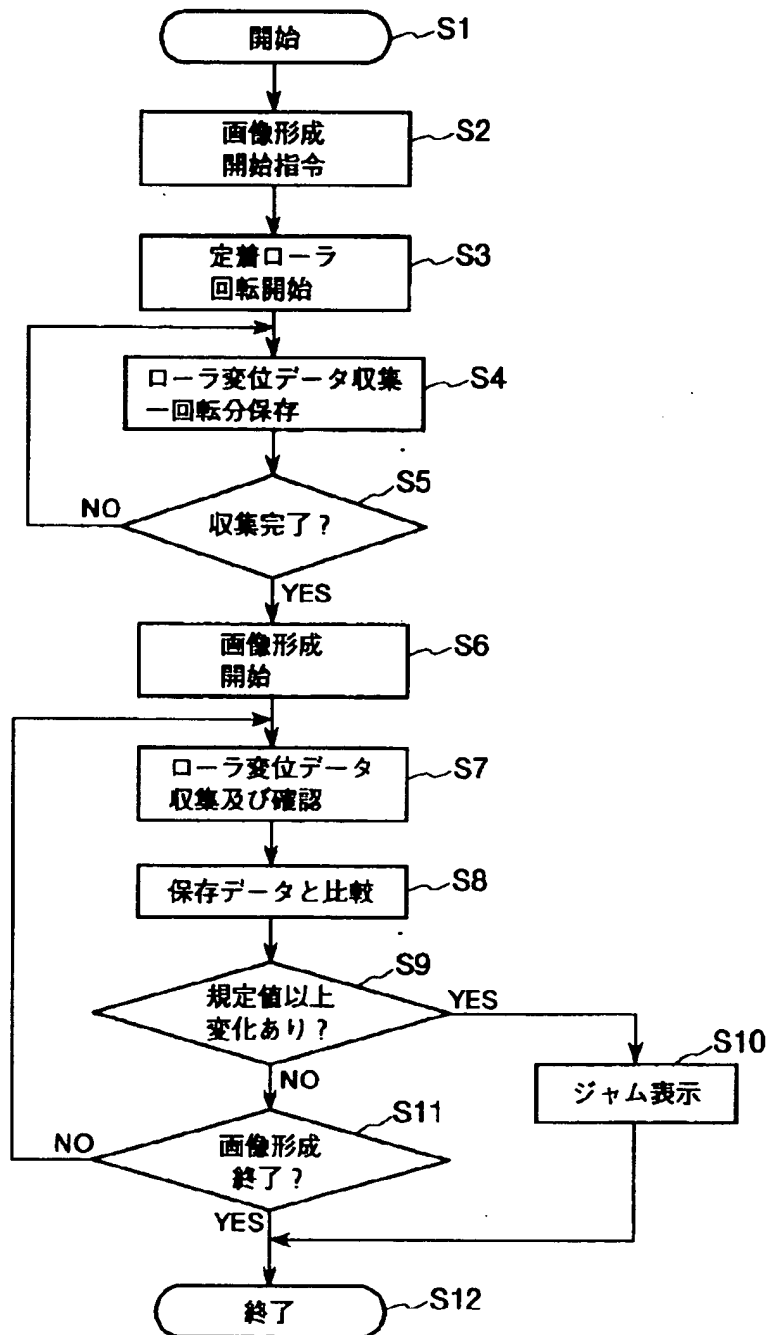 開始
S1
画像形成
開始指令
S2
定着ローラ
回転開始
S3
ローラ変位データ収集
一回転分保存
S4
収集完了?
S5
NO
YES
画像形成
開始
S6
ローラ変位データ
収集及び確認
S7
保存データと比較
S8
規定値以上
変化あり?
S9
YES
NO
ジャム表示
S10
画像形成
終了?
S11
NO
YES
終了
S12